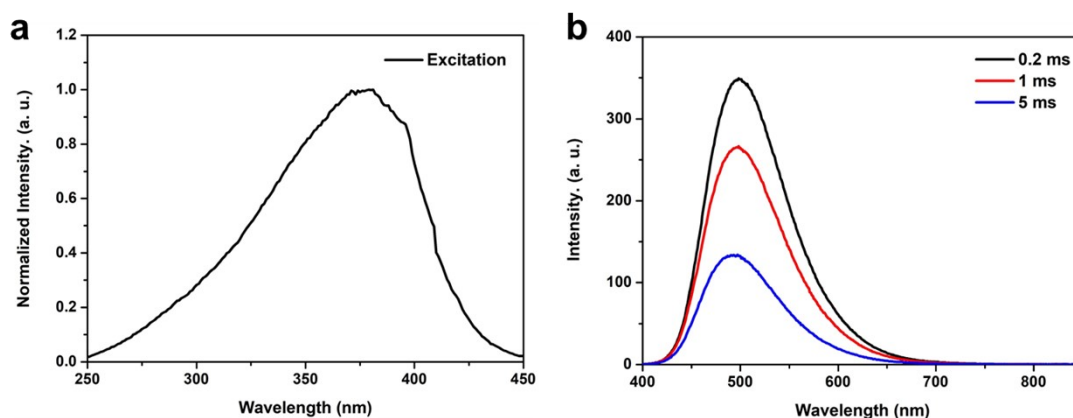 a
Normalized Intensity. (a. u.)
1.2
1.0
0.8
0.6
0.4
0.2
0.0
Excitation
250 300 350 400 450
Wavelength (nm)
b
Intensity. (a. u.)
400
300
200
100
0
0.2 ms
1 ms
5 ms
400 500 600 700 800
Wavelength (nm)